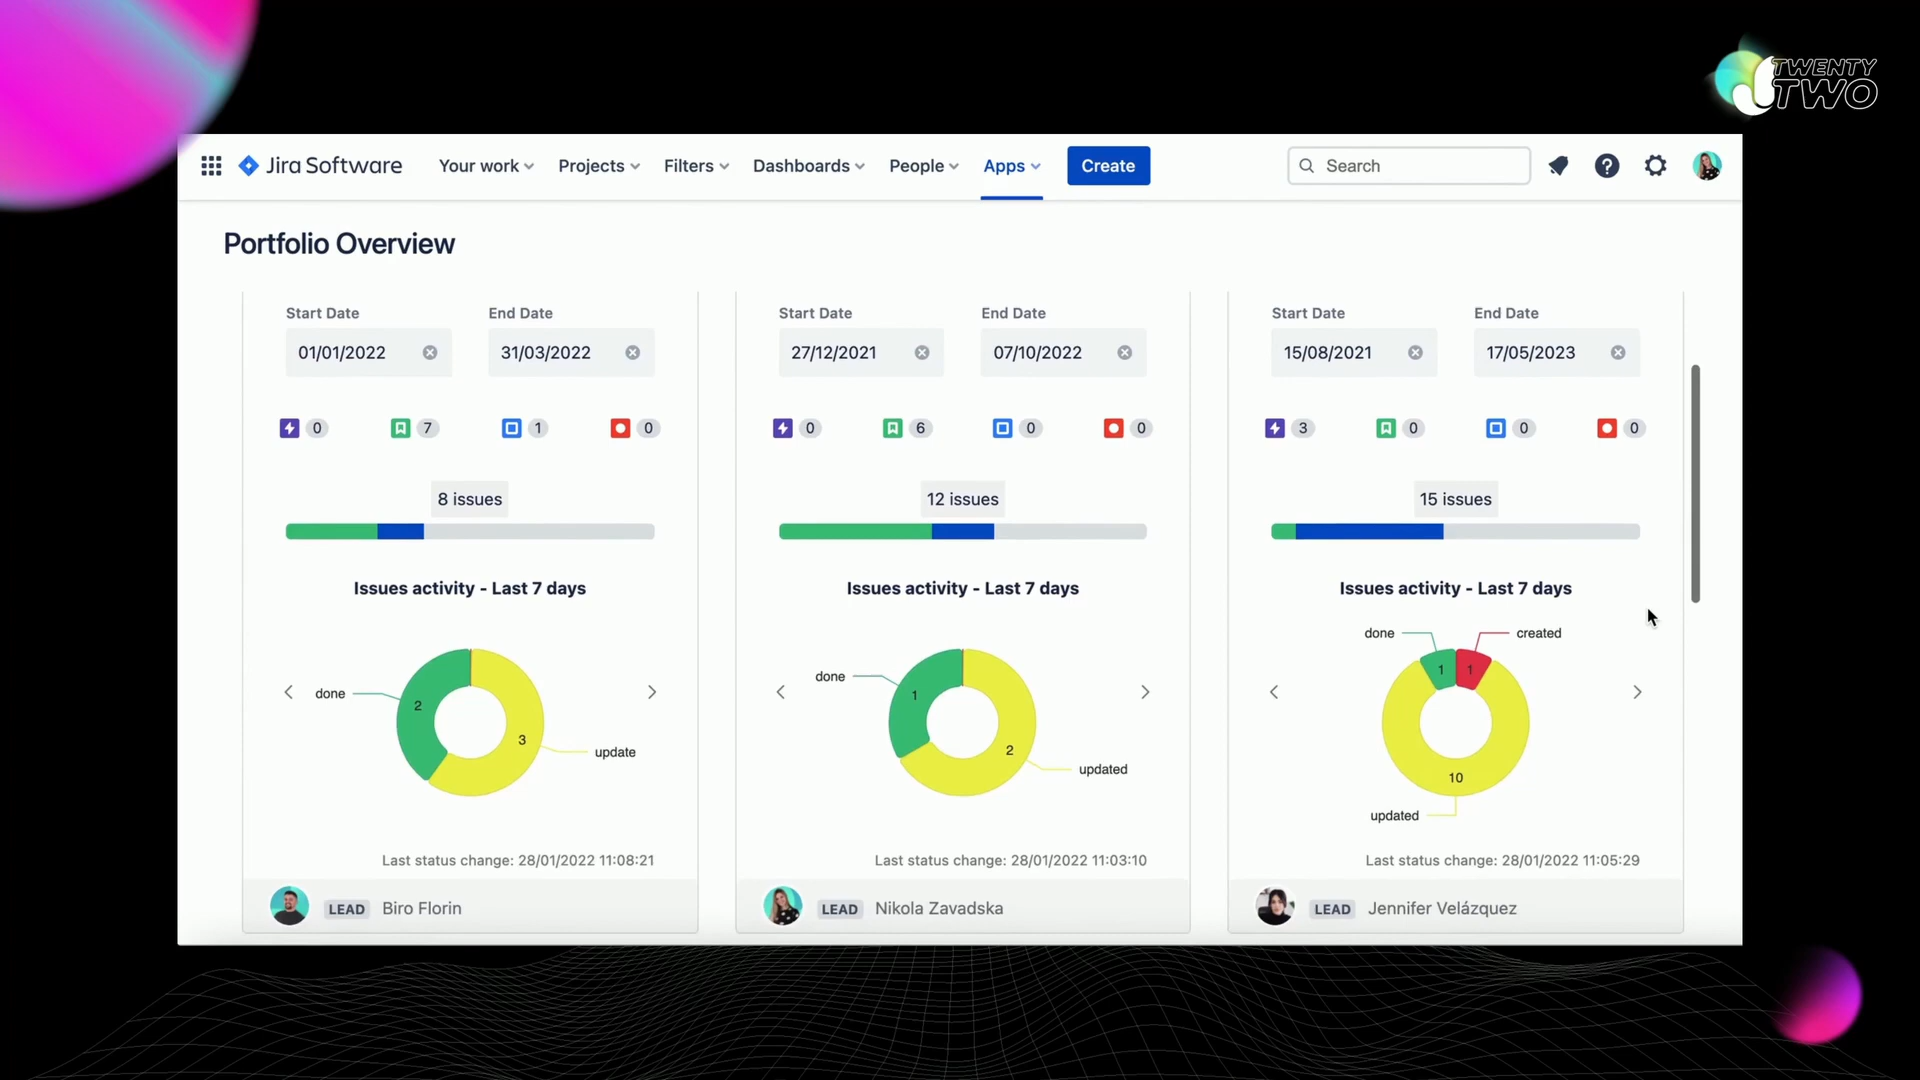 TWENTY
TWO
Jira Software Your work Projects Filters Dashboards People Apps Create Search
Portfolio Overview
Start Date End Date
01/01/2022 31/03/2022
0 7 1 0
8 issues
Issues activity - Last 7 days
done
2
3
update
Last status change: 28/01/2022 11:08:21
LEAD Biro Florin
Start Date End Date
27/12/2021 07/10/2022
0 6 0 0
12 issues
Issues activity - Last 7 days
done
1
2
updated
Last status change: 28/01/2022 11:03:10
LEAD Nikola Zavadska
Start Date End Date
15/08/2021 17/05/2023
3 0 0 0
15 issues
Issues activity - Last 7 days
done created
1 1
10
updated
Last status change: 28/01/2022 11:05:29
LEAD Jennifer Velázquez